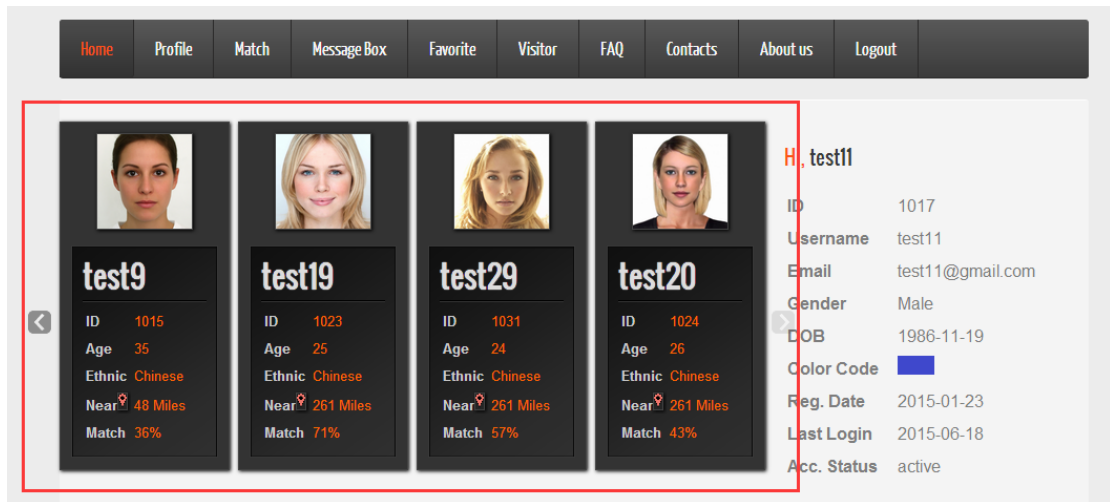 Home Profile Match Message Box Favorite Visitor FAQ Contacts About us Logout
test9
ID 1015
Age 35
Ethnic Chinese
Near 48 Miles
Match 36%
test19
ID 1023
Age 25
Ethnic Chinese
Near 261 Miles
Match 71%
test29
ID 1031
Age 24
Ethnic Chinese
Near 261 Miles
Match 57%
test20
ID 1024
Age 26
Ethnic Chinese
Near 261 Miles
Match 43%
Hi, test11
ID 1017
Username test11
Email test11@gmail.com
Gender Male
DOB 1986-11-19
Color Code
Reg. Date 2015-01-23
Last Login 2015-06-18
Acc. Status active